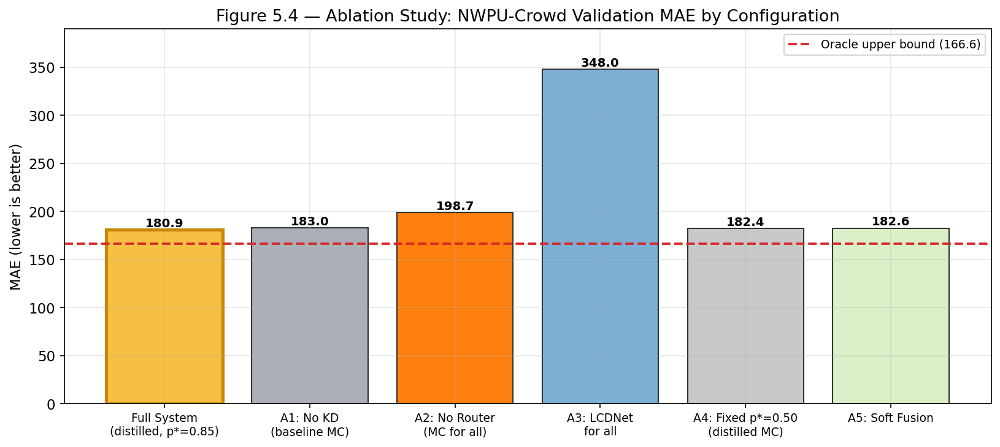 Figure 5.4 — Ablation Study: NWPU-Crowd Validation MAE by Configuration
Oracle upper bound (166.6)
MAE (lower is better)
350
300
250
200
150
100
50
0
180.9
183.0
198.7
348.0
182.4
182.6
Full System
(distilled, p*=0.85)
A1: No KD
(baseline MC)
A2: No Router
(MC for all)
A3: LCDNet
for all
A4: Fixed p*=0.50
(distilled MC)
A5: Soft Fusion